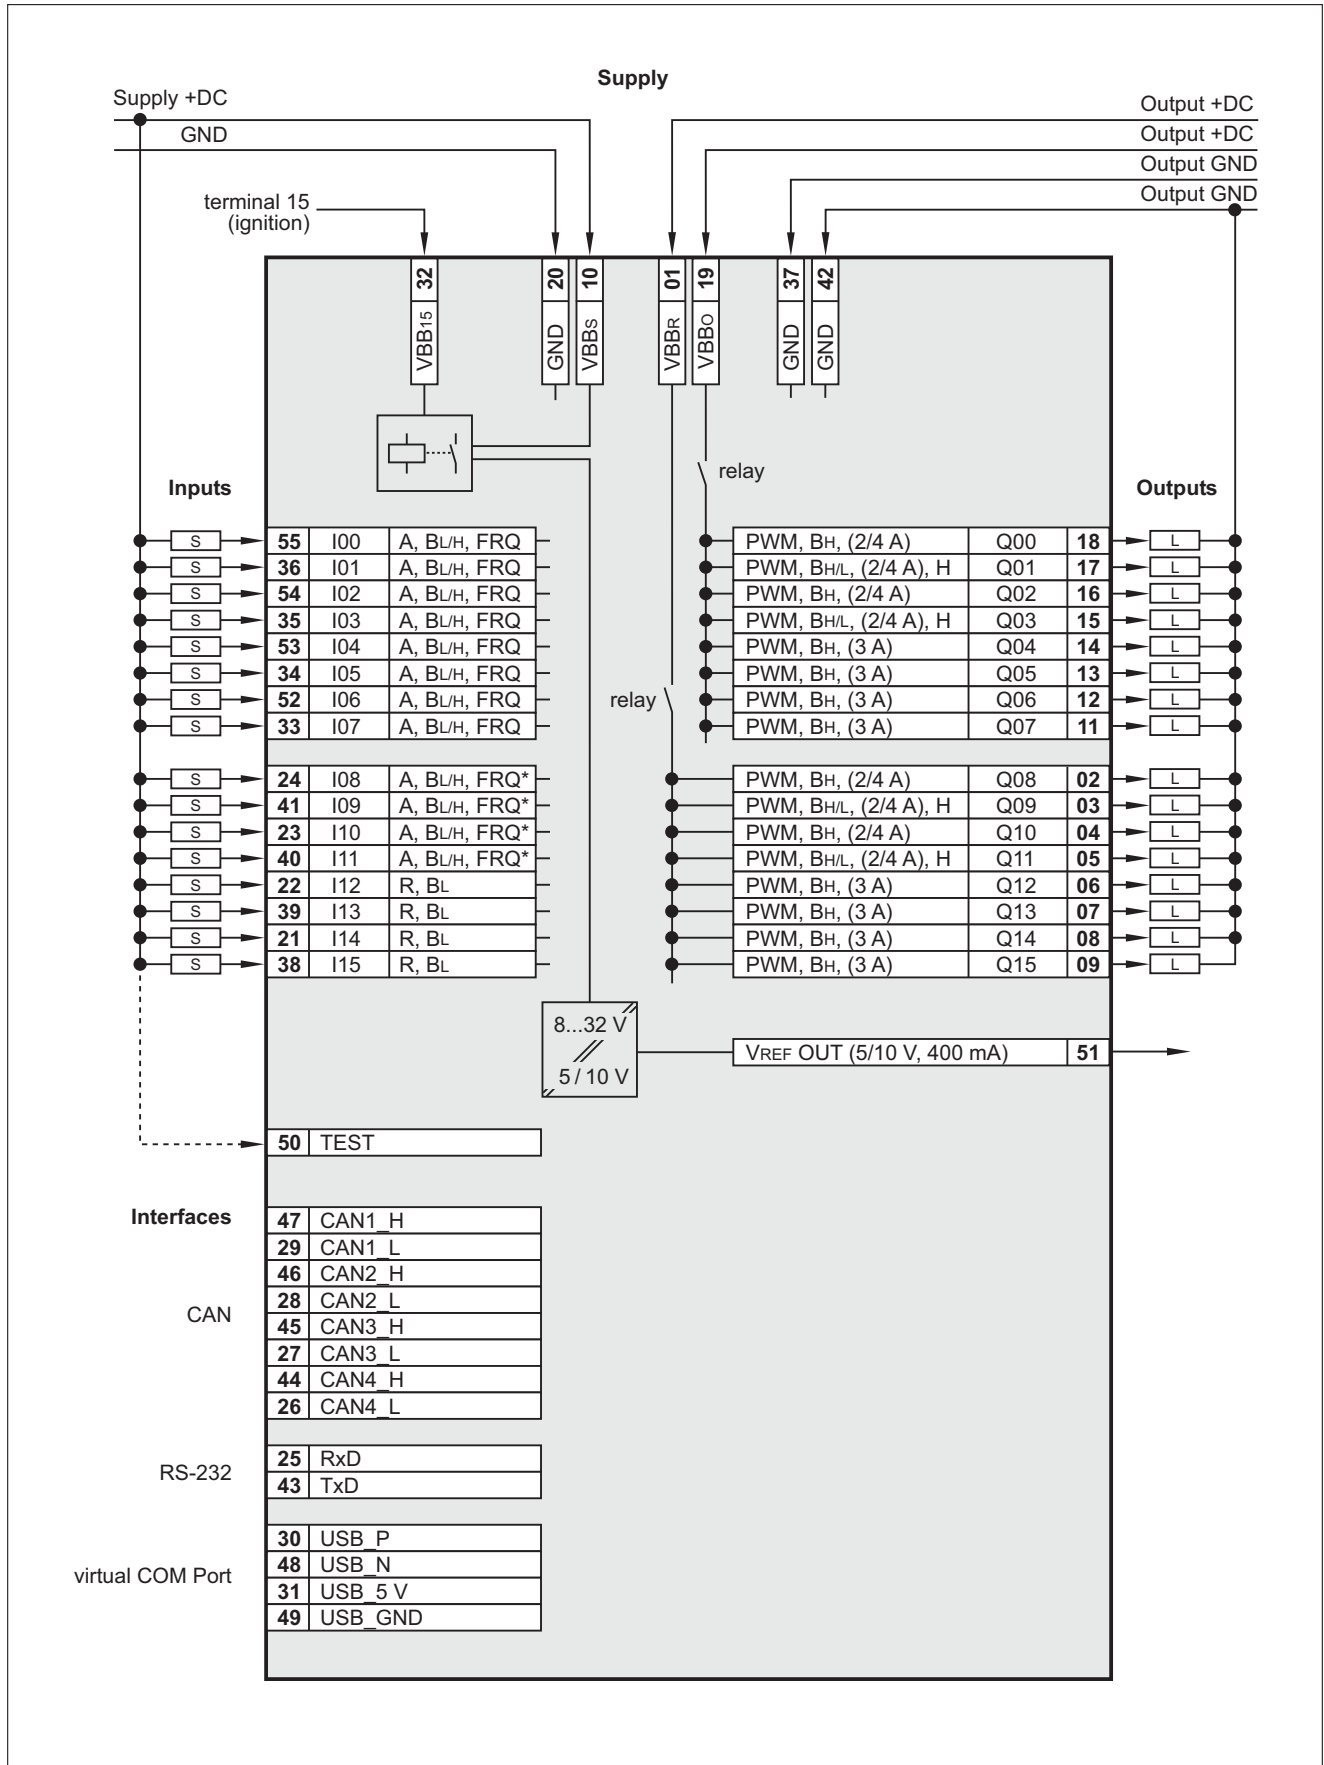 Supply
Supply +DC
GND
terminal 15
(ignition)
Output +DC
Output +DC
Output GND
Output GND
32 VBB15
20 GND
10 VBBS
01 VBBR
19 VBBO
37 GND
42 GND
relay
relay
Inputs
S 55 I00 A, BL/H, FRQ
S 36 I01 A, BL/H, FRQ
S 54 I02 A, BL/H, FRQ
S 35 I03 A, BL/H, FRQ
S 53 I04 A, BL/H, FRQ
S 34 I05 A, BL/H, FRQ
S 52 I06 A, BL/H, FRQ
S 33 I07 A, BL/H, FRQ
S 24 I08 A, BL/H, FRQ*
S 41 I09 A, BL/H, FRQ*
S 23 I10 A, BL/H, FRQ*
S 40 I11 A, BL/H, FRQ*
S 22 I12 R, BL
S 39 I13 R, BL
S 21 I14 R, BL
S 38 I15 R, BL
Outputs
PWM, BH, (2/4 A) Q00 18 L
PWM, BH/L, (2/4 A), H Q01 17 L
PWM, BH, (2/4 A) Q02 16 L
PWM, BH/L, (2/4 A), H Q03 15 L
PWM, BH, (3 A) Q04 14 L
PWM, BH, (3 A) Q05 13 L
PWM, BH, (3 A) Q06 12 L
PWM, BH, (3 A) Q07 11 L
PWM, BH, (2/4 A) Q08 02 L
PWM, BH/L, (2/4 A), H Q09 03 L
PWM, BH, (2/4 A) Q10 04 L
PWM, BH/L, (2/4 A), H Q11 05 L
PWM, BH, (3 A) Q12 06 L
PWM, BH, (3 A) Q13 07 L
PWM, BH, (3 A) Q14 08 L
PWM, BH, (3 A) Q15 09 L
8...32 V
//
5 / 10 V
VREF OUT (5/10 V, 400 mA) 51
50 TEST
Interfaces
CAN
47 CAN1_H
29 CAN1_L
46 CAN2_H
28 CAN2_L
45 CAN3_H
27 CAN3_L
44 CAN4_H
26 CAN4_L
RS-232
25 RxD
43 TxD
virtual COM Port
30 USB_P
48 USB_N
31 USB_5 V
49 USB_GND